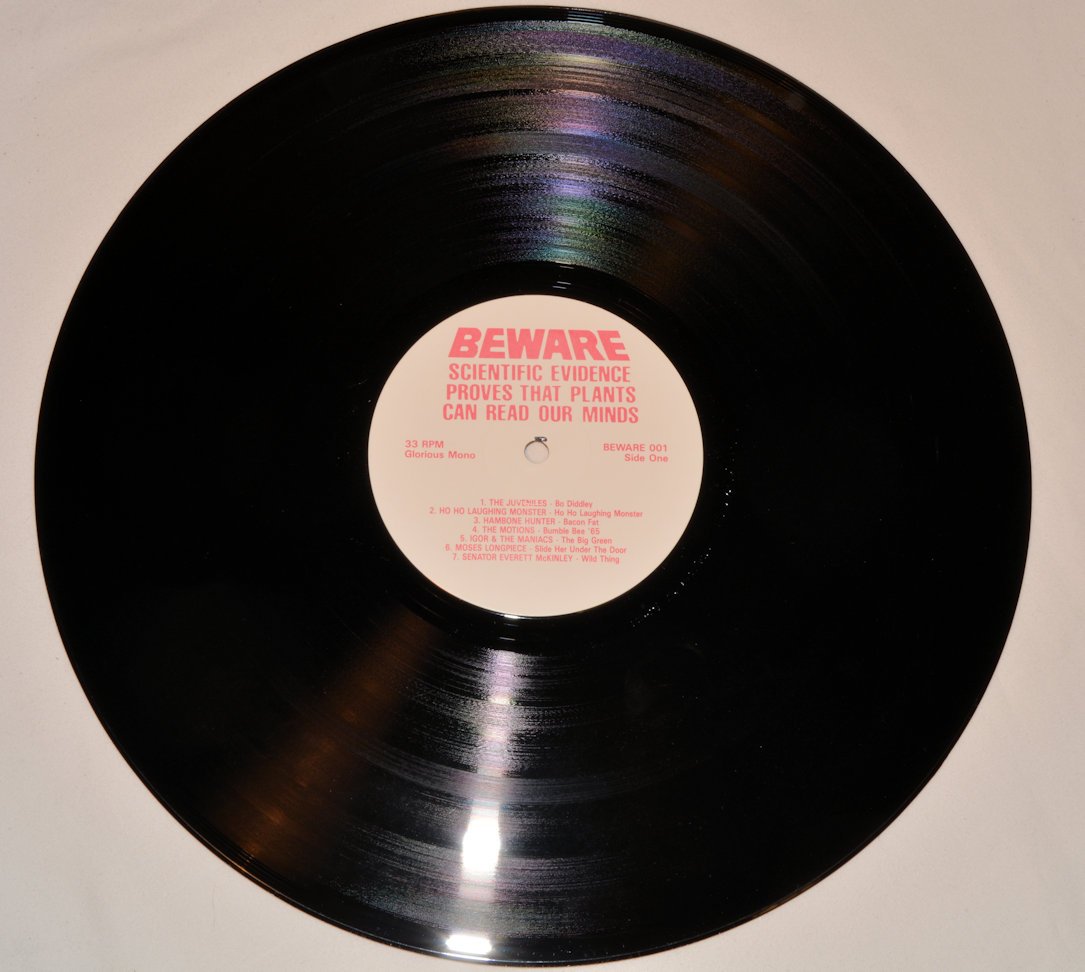 BEWARE
SCIENTIFIC EVIDENCE
PROVES THAT PLANTS
CAN READ OUR MINDS
33 RPM
Glorious Mono
BEWARE 001
Side One
1. THE JUVENILES - Bo Diddley
2. HO HO LAUGHING MONSTER - Ho Ho Laughing Monster
3. HAMBONE HUNTER - Bacon Fat
4. THE MOTIONS - Bumble Bee '65
5. IGOR & THE MANIACS - The Big Green
6. MOSES LONGPIECE - Slide Her Under The Door
7. SENATOR EVERETT McKINLEY - Wild Thing